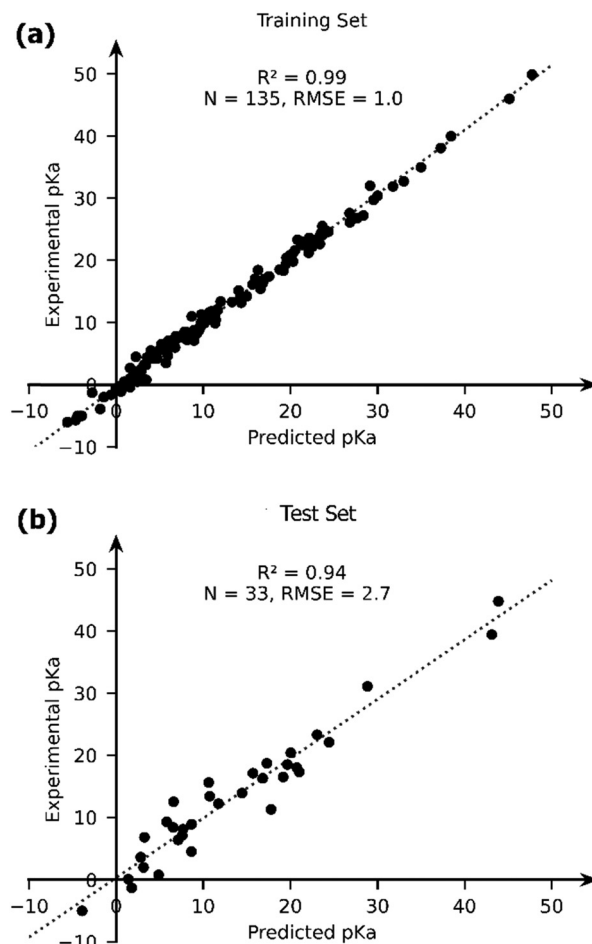 (a)
Training Set
R² = 0.99
N = 135, RMSE = 1.0
50
40
30
20
10
0
−10
Experimental pKa
−10 0 10 20 30 40 50
Predicted pKa
(b)
Test Set
R² = 0.94
N = 33, RMSE = 2.7
50
40
30
20
10
0
−10
Experimental pKa
−10 0 10 20 30 40 50
Predicted pKa